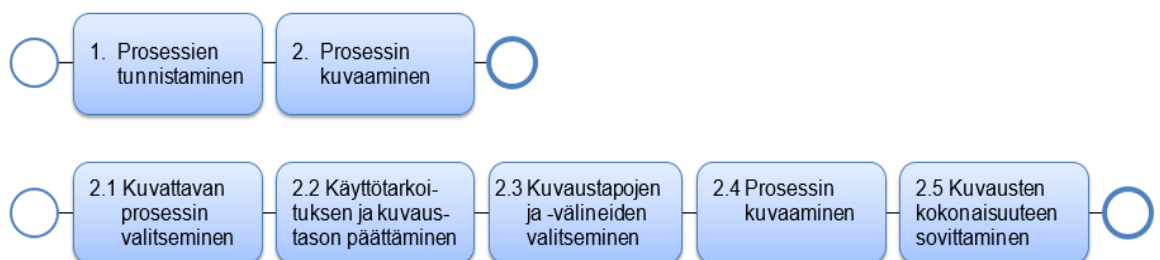 1. Prosessien
tunnistaminen
2. Prosessin
kuvaaminen
2.1 Kuvattavan
prosessin
valitseminen
2.2 Käyttötarkoi-
tuksen ja kuvaus-
tason päättäminen
2.3 Kuvaustapojen
ja -välineiden
valitseminen
2.4 Prosessin
kuvaaminen
2.5 Kuvausten
kokonaisuuteen
sovittaminen